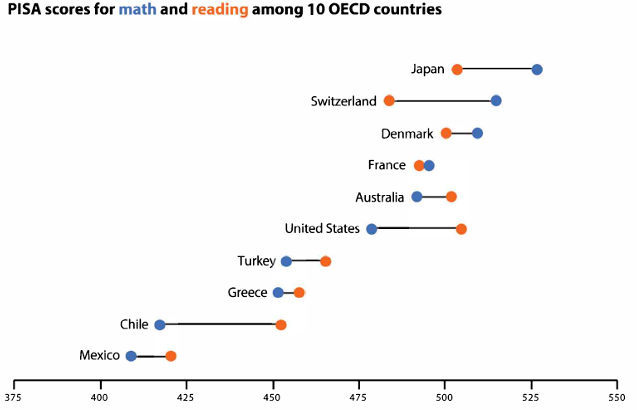 PISA scores for math and reading among 10 OECD countries
Japan
Switzerland
Denmark
France
Australia
United States
Turkey
Greece
Chile
Mexico
375 400 425 450 475 500 525 550